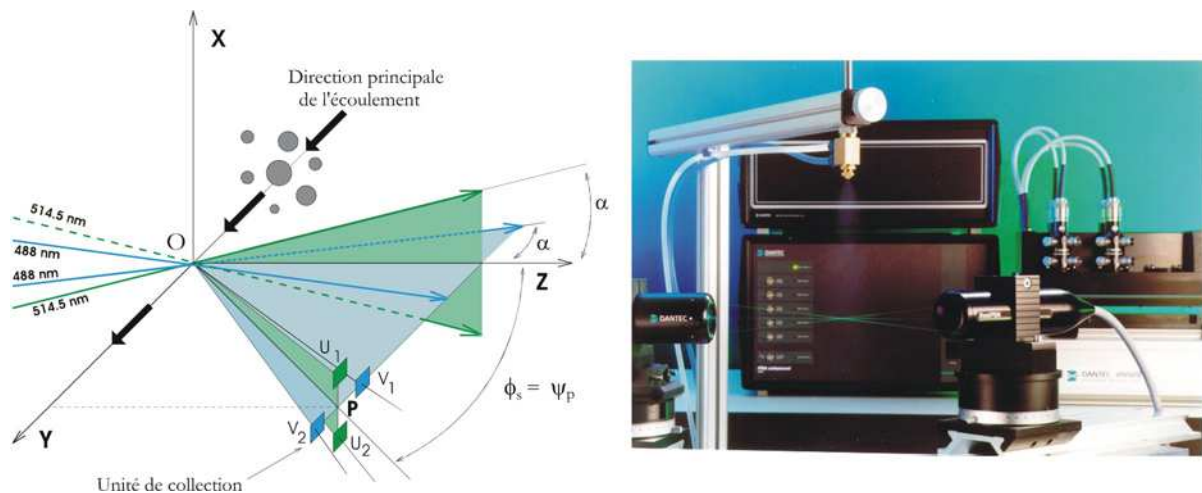 X
Direction principale
de l'écoulement
514.5 nm
488 nm
488 nm
514.5 nm
O
α
α
Z
U1
V1
P
V2
U2
ϕs = ψp
Y
Unité de collection
DANTEC
DANTEC
DANTEC